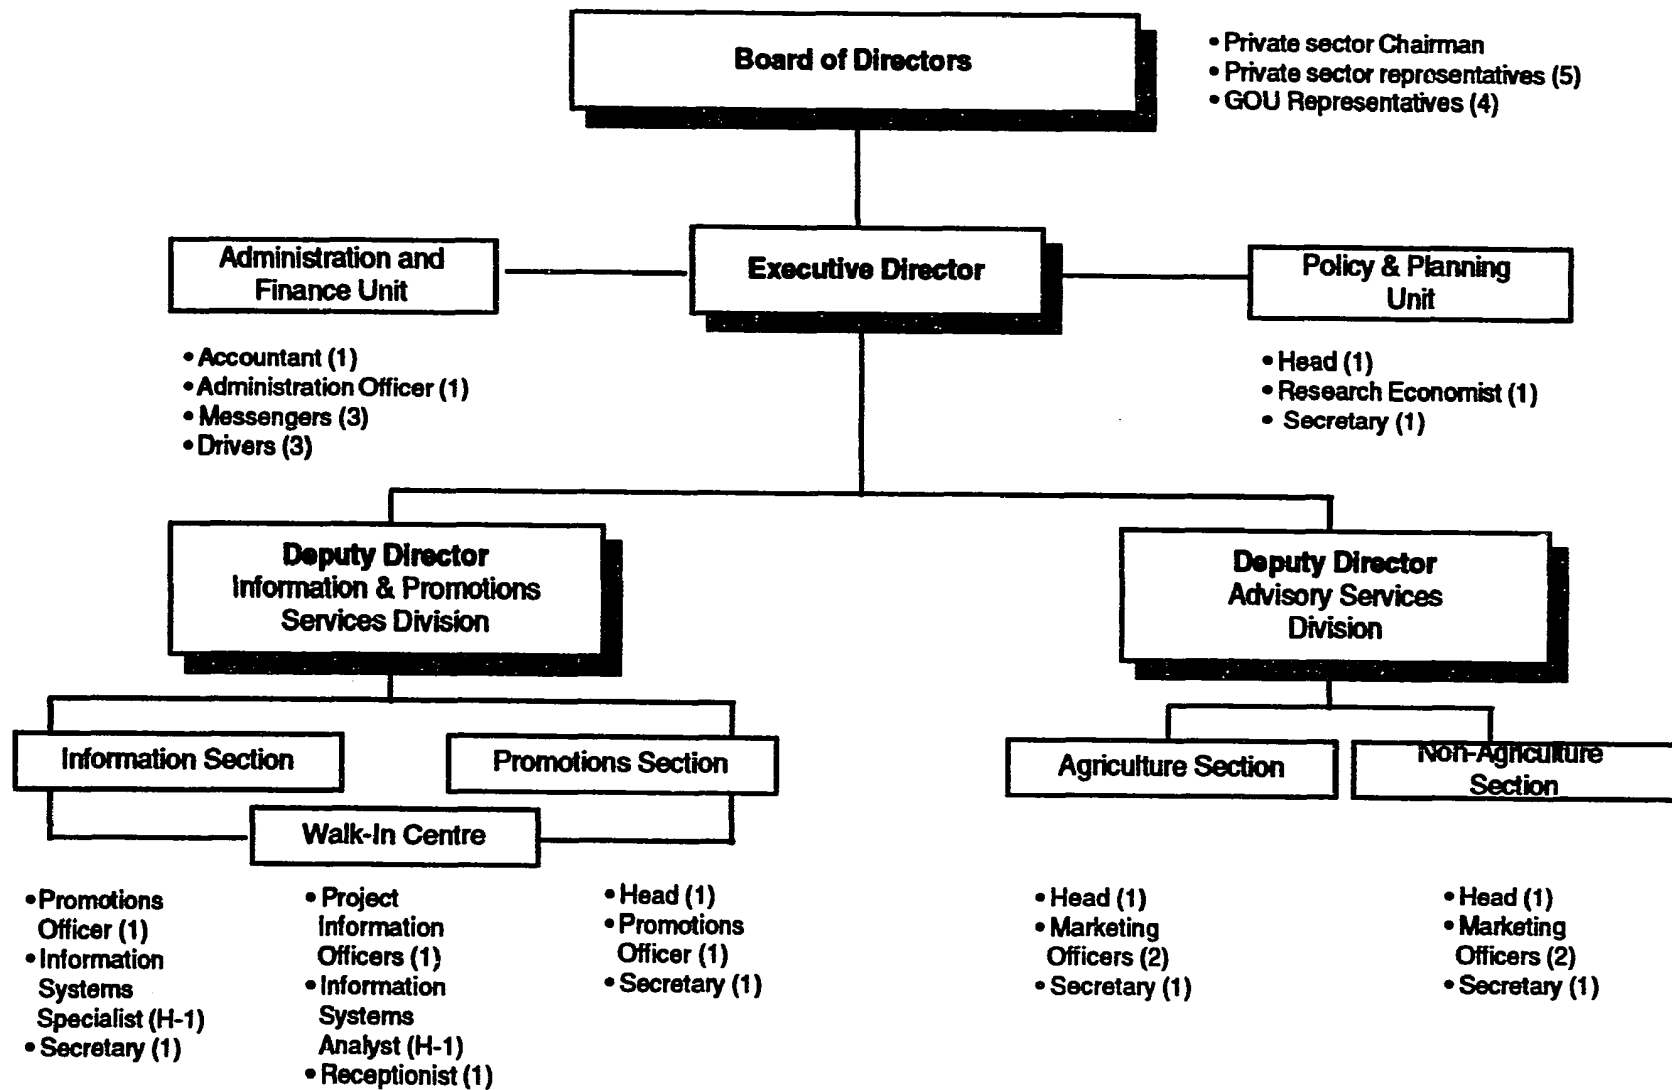 Board of Directors
• Private sector Chairman
• Private sector representatives (5)
• GOU Representatives (4)
Administration and
Finance Unit
Executive Director
Policy & Planning
Unit
• Accountant (1)
• Administration Officer (1)
• Messengers (3)
• Drivers (3)
• Head (1)
• Research Economist (1)
• Secretary (1)
Deputy Director
Information & Promotions
Services Division
Deputy Director
Advisory Services
Division
Information Section
Promotions Section
Walk-In Centre
Agriculture Section
Non-Agriculture
Section
• Promotions
Officer (1)
• Information
Systems
Specialist (H-1)
• Secretary (1)
• Project
Information
Officers (1)
• Information
Systems
Analyst (H-1)
• Receptionist (1)
• Head (1)
• Promotions
Officer (1)
• Secretary (1)
• Head (1)
• Marketing
Officers (2)
• Secretary (1)
• Head (1)
• Marketing
Officers (2)
• Secretary (1)